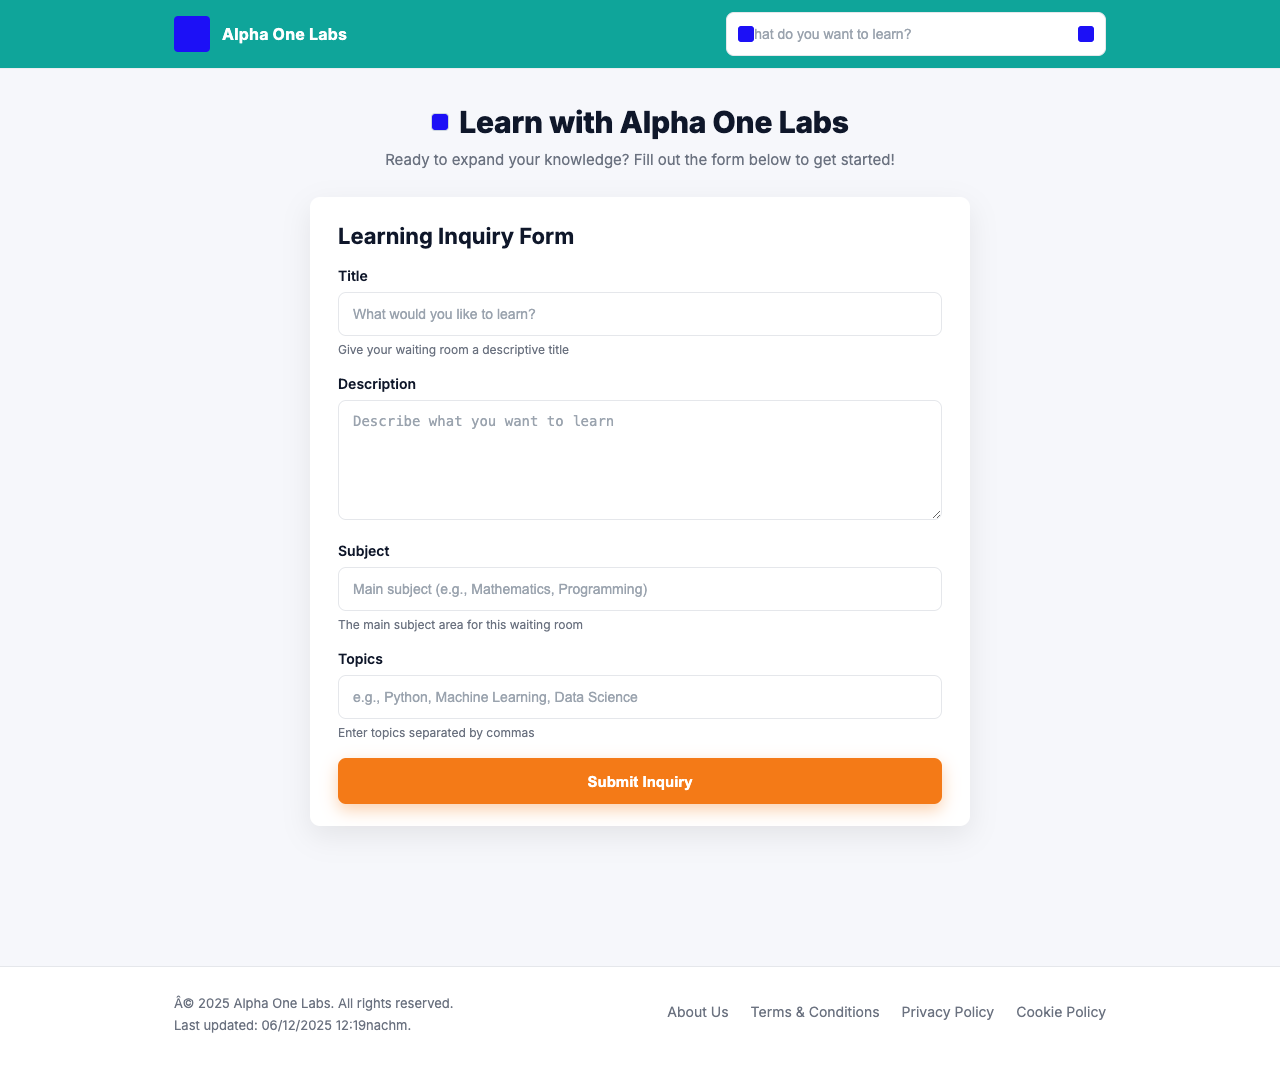 Alpha One Labs
hat do you want to learn?
Learn with Alpha One Labs
Ready to expand your knowledge? Fill out the form below to get started!
Learning Inquiry Form
Title
What would you like to learn?
Give your waiting room a descriptive title
Description
Describe what you want to learn
Subject
Main subject (e.g., Mathematics, Programming)
The main subject area for this waiting room
Topics
e.g., Python, Machine Learning, Data Science
Enter topics separated by commas
Submit Inquiry
Â© 2025 Alpha One Labs. All rights reserved.
Last updated: 06/12/2025 12:19nachm.
About Us Terms & Conditions Privacy Policy Cookie Policy